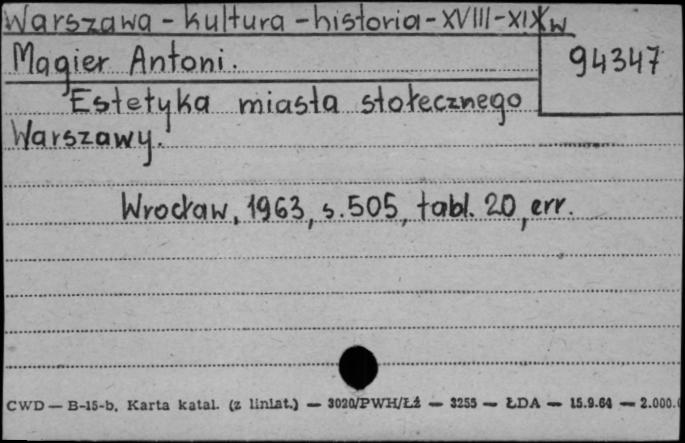 Warszawa - kultura - historia - XVIII - XIX w
Magier Antoni.
94347
Estetyka miasta stołecznego
Warszawy.
Wrocław, 1963, s. 505, tabl. 20, err.
CWD — B-15-b. Karta katal. (z liniat.) — 3020/PWH/Łź — 3255 — ŁDA — 15.9.64 — 2.000.